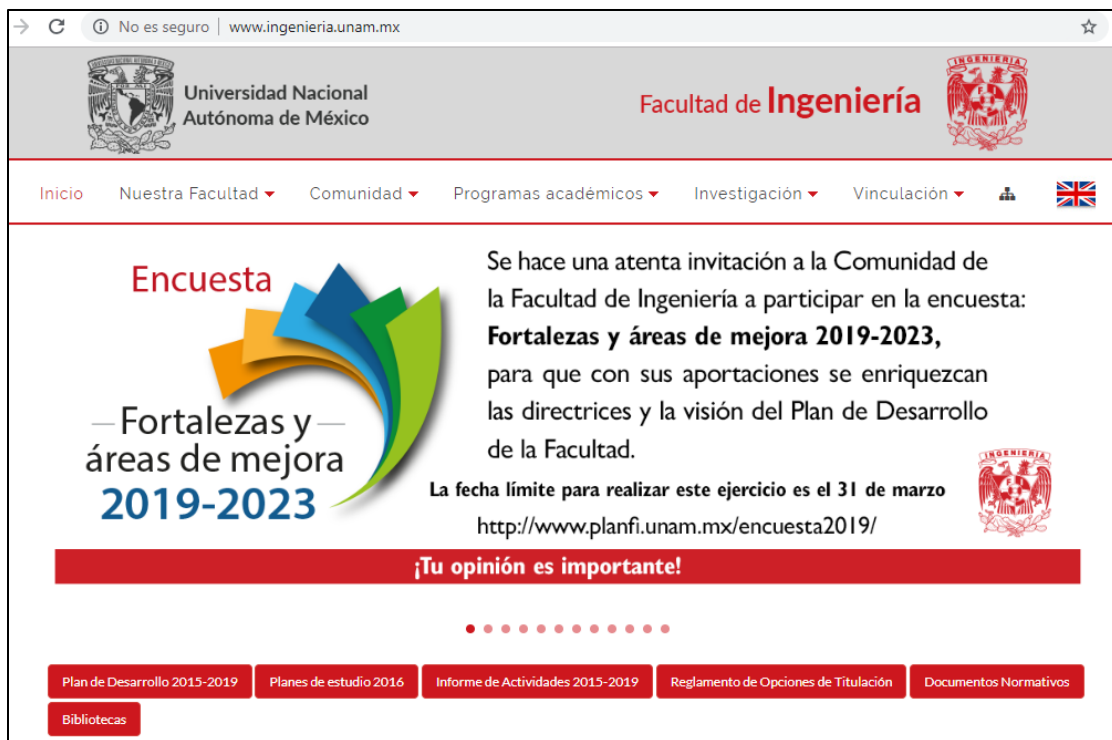 No es seguro | www.ingenieria.unam.mx
Universidad Nacional
Autónoma de México
Facultad de Ingeniería
INGENIERIA
Inicio Nuestra Facultad Comunidad Programas académicos Investigación Vinculación
Encuesta
Fortalezas y
áreas de mejora
2019-2023
Se hace una atenta invitación a la Comunidad de
la Facultad de Ingeniería a participar en la encuesta:
Fortalezas y áreas de mejora 2019-2023,
para que con sus aportaciones se enriquezcan
las directrices y la visión del Plan de Desarrollo
de la Facultad.
INGENIERIA
La fecha límite para realizar este ejercicio es el 31 de marzo
http://www.planfi.unam.mx/encuesta2019/
¡Tu opinión es importante!
Plan de Desarrollo 2015-2019 Planes de estudio 2016 Informe de Actividades 2015-2019 Reglamento de Opciones de Titulación Documentos Normativos
Bibliotecas